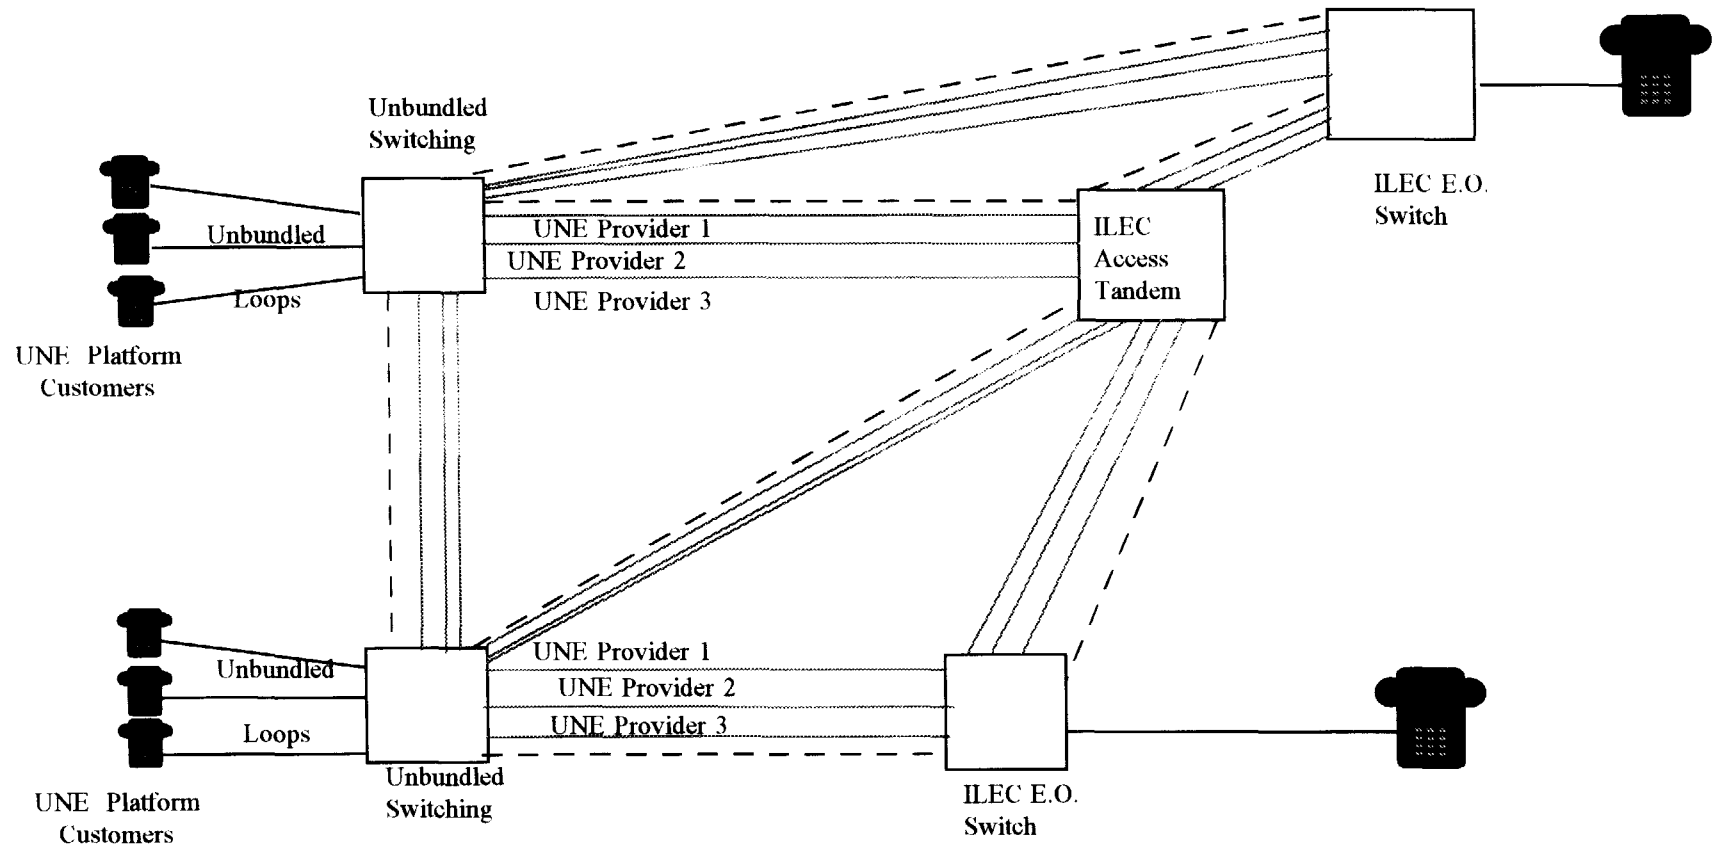 Unbundled
Switching
ILEC E.O.
Switch
Unbundled
Loops
UNE Provider 1
UNE Provider 2
UNE Provider 3
ILEC
Access
Tandem
UNE Platform
Customers
Unbundled
Loops
UNE Provider 1
UNE Provider 2
UNE Provider 3
Unbundled
Switching
UNE Platform
Customers
ILEC E.O.
Switch